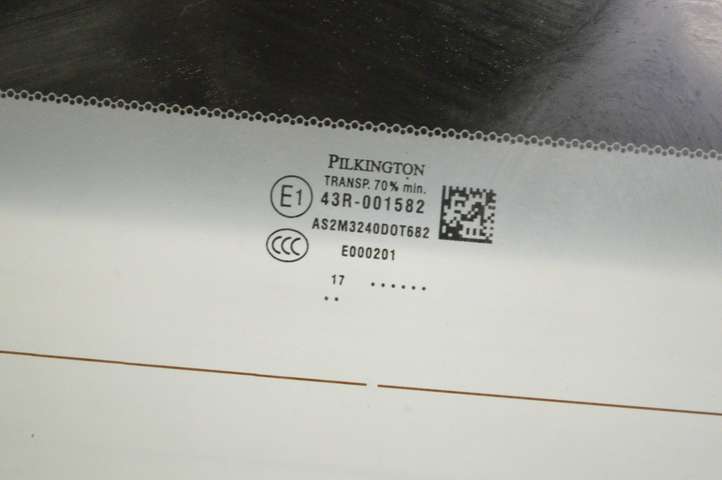 PILKINGTON
TRANSP. 70% min.
E1
43R-001582
AS2M3240DOT682
CCC
E000201
17 ......
..